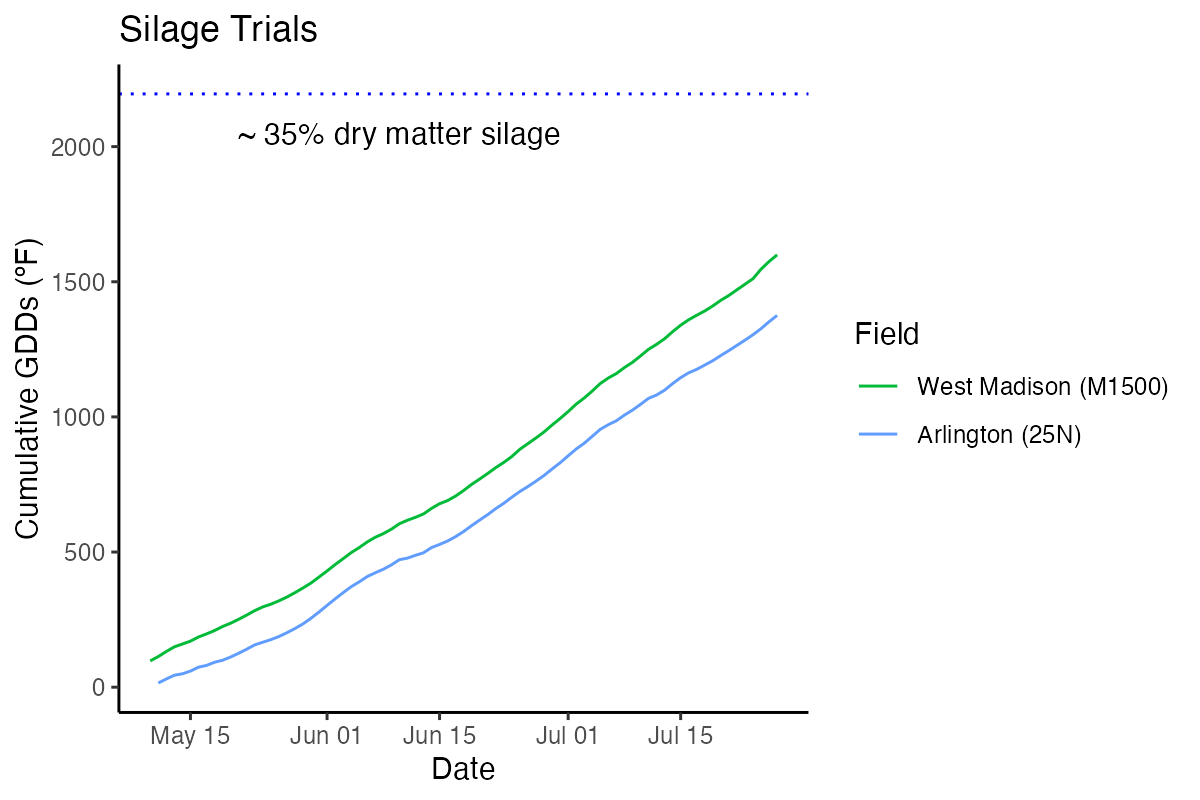 Silage Trials
~ 35% dry matter silage
2000
1500
1000
500
0
Cumulative GDDs (°F)
May 15
Jun 01
Jun 15
Jul 01
Jul 15
Date
Field
West Madison (M1500)
Arlington (25N)